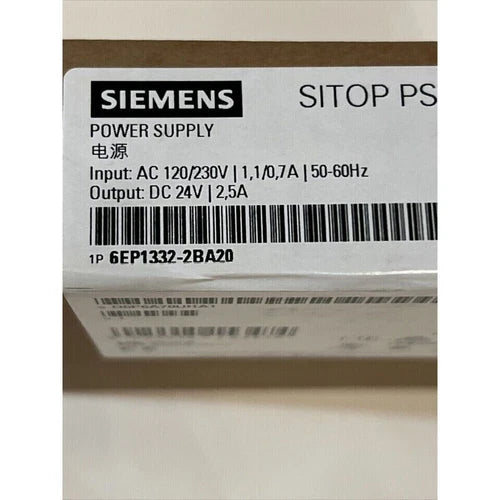 SIEMENS
SITOP PS
POWER SUPPLY
电源
Input: AC 120/230V | 1,1/0,7A | 50-60Hz
Output: DC 24V | 2,5A
1P 6EP1332-2BA20